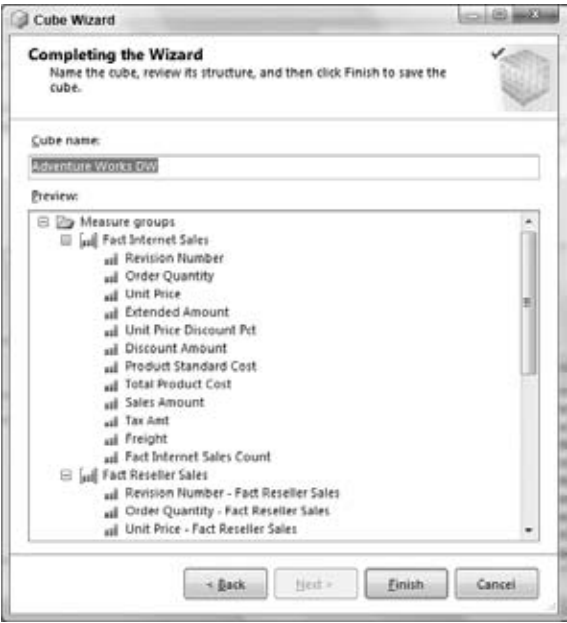 Cube Wizard
Completing the Wizard
Name the cube, review its structure, and then click Finish to save the
cube.
Cube name:
Adventure Works DW
Preview:
Measure groups
Fact Internet Sales
Revision Number
Order Quantity
Unit Price
Extended Amount
Unit Price Discount Pct
Discount Amount
Product Standard Cost
Total Product Cost
Sales Amount
Tax Amt
Freight
Fact Internet Sales Count
Fact Reseller Sales
Revision Number - Fact Reseller Sales
Order Quantity - Fact Reseller Sales
Unit Price - Fact Reseller Sales
< Back Next > Finish Cancel